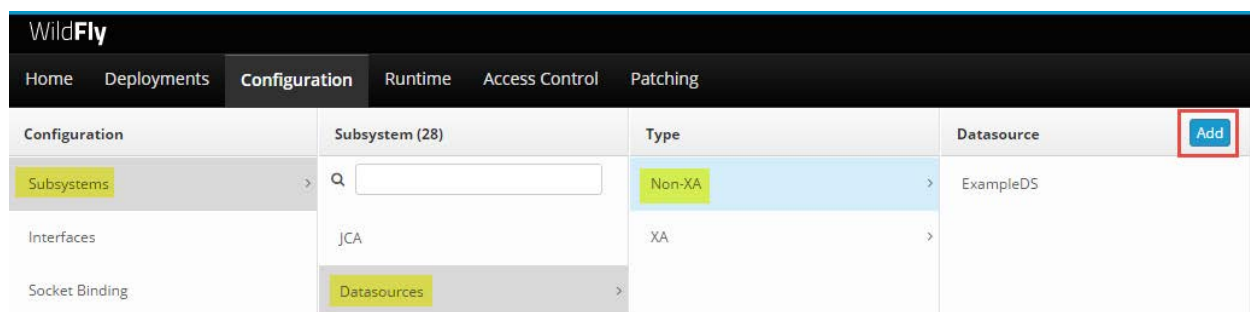 WildFly
Home Deployments Configuration Runtime Access Control Patching
Configuration Subsystem (28) Type Datasource Add
Subsystems Non-XA ExampleDS
Interfaces JCA XA
Socket Binding Datasources